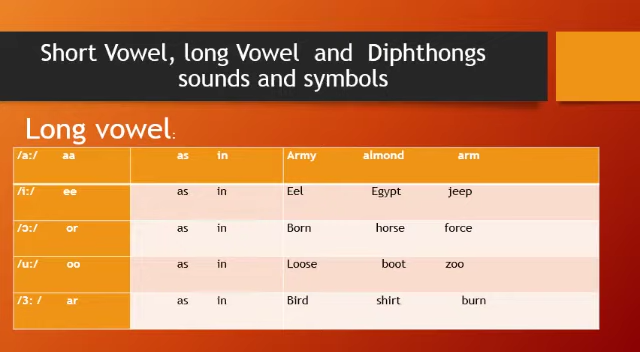 Short Vowel, long Vowel and Diphthongs
sounds and symbols
Long vowel:
/a:/ aa as in Army almond arm
/i:/ ee as in Eel Egypt jeep
/ɔ:/ or as in Born horse force
/u:/ oo as in Loose boot zoo
/3: / ar as in Bird shirt burn